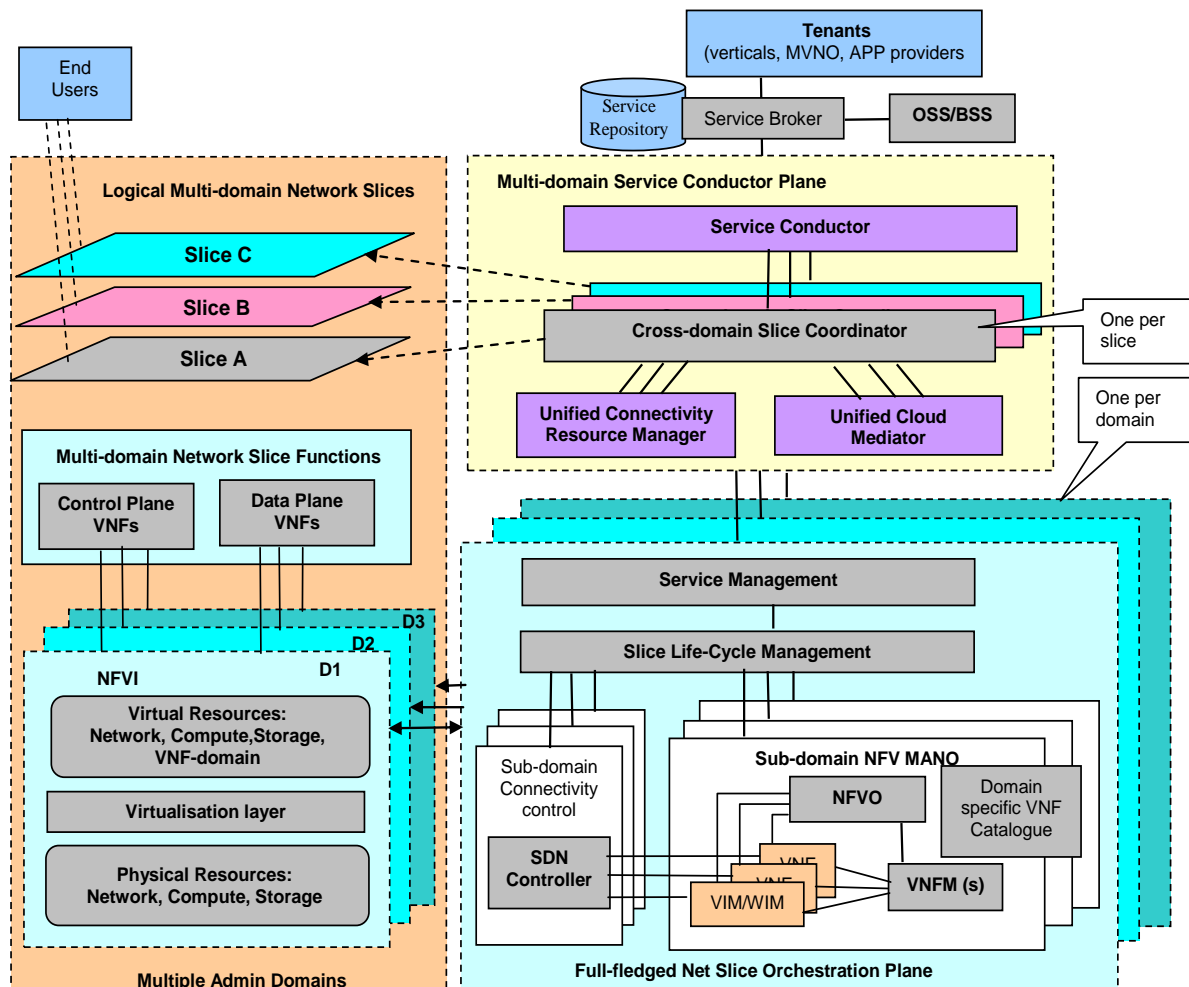 Tenants
(verticals, MVNO, APP providers
End
Users
Service
Repository
Service Broker
OSS/BSS
Logical Multi-domain Network Slices
Slice C
Slice B
Slice A
Multi-domain Service Conductor Plane
Service Conductor
Cross-domain Slice Coordinator
One per
slice
Unified Connectivity
Resource Manager
Unified Cloud
Mediator
One per
domain
Multi-domain Network Slice Functions
Control Plane
VNFs
Data Plane
VNFs
D3
D2
D1
NFVI
Virtual Resources:
Network, Compute,Storage,
VNF-domain
Virtualisation layer
Physical Resources:
Network, Compute, Storage
Multiple Admin Domains
Service Management
Slice Life-Cycle Management
Sub-domain
Connectivity
control
SDN
Controller
Sub-domain NFV MANO
NFVO
Domain
specific VNF
Catalogue
VNF
VNF
VIM/WIM
VNFM (s)
Full-fledged Net Slice Orchestration Plane